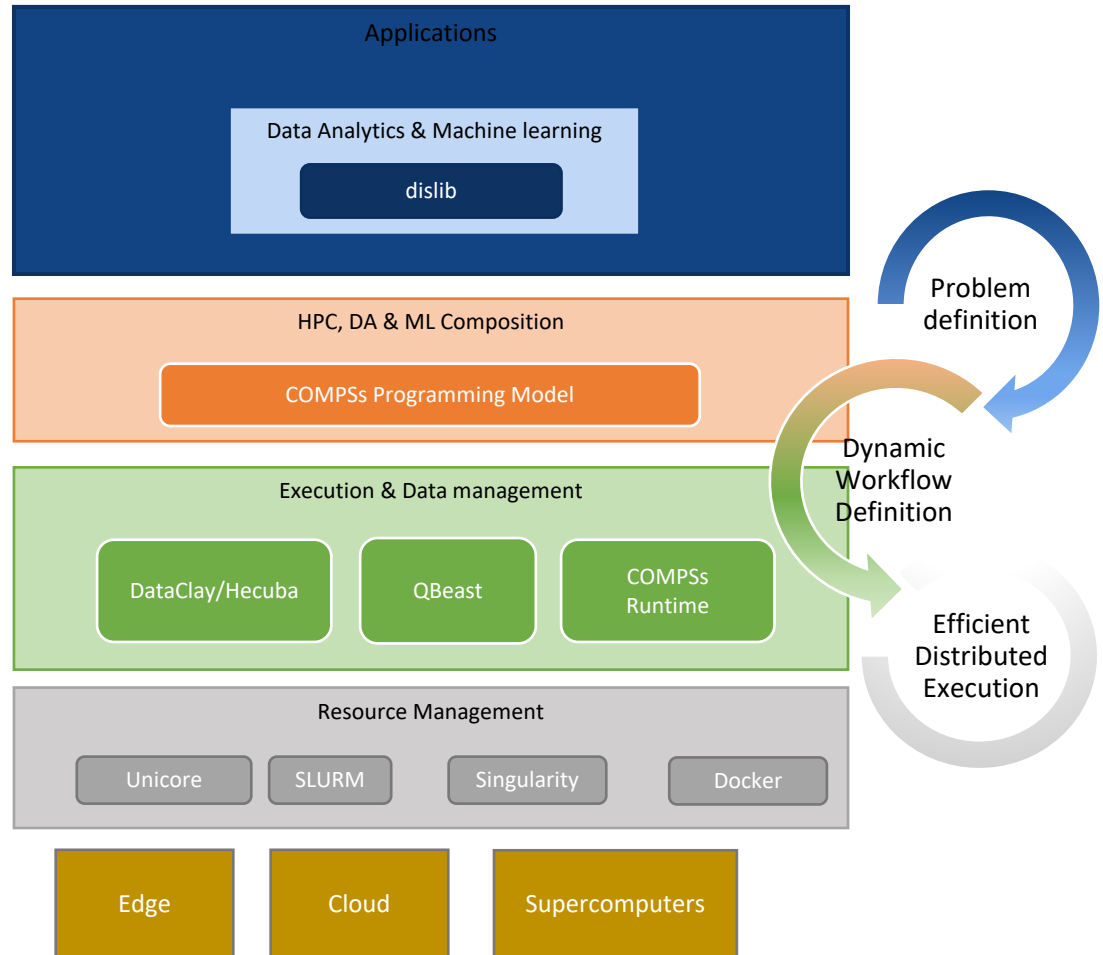 Applications
Data Analytics & Machine learning
dislib
Problem
definition
HPC, DA & ML Composition
COMPSs Programming Model
Dynamic
Workflow
Definition
Execution & Data management
DataClay/Hecuba
QBeast
COMPSs
Runtime
Efficient
Distributed
Execution
Resource Management
Unicore
SLURM
Singularity
Docker
Edge
Cloud
Supercomputers